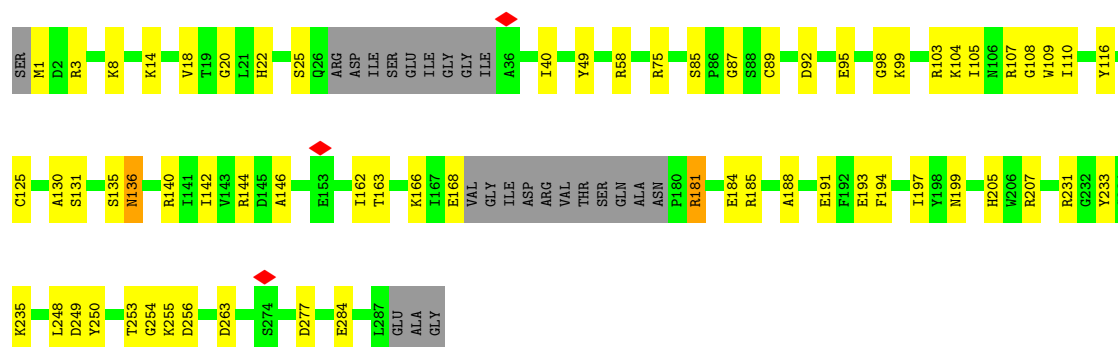 SER M1 D2 R3 K8 K14 V18 T19 G20 L21 H22 S25 Q26 ARG ASP ILE SER GLU ILE GLY GLY ILE A36 I40 Y49 R58 R75 S85 P86 G87 S88 C89 D92 E95 G98 K99 R103 K104 I105 N106 R107 G108 W109 I110 Y116
C125 A130 S131 S135 N136 R140 I141 I142 V143 R144 D145 A146 E153 I162 T163 K166 I167 E168 VAL GLY ILE ASP ARG VAL THR SER GLN ALA ASN P180 R181 E184 R185 A188 E191 F192 E193 F194 I197 Y198 N199 H205 W206 R207 R231 G232 Y233
K235 L248 D249 Y250 T253 G254 K255 D256 D263 S274 D277 E284 L287 GLU ALA GLY